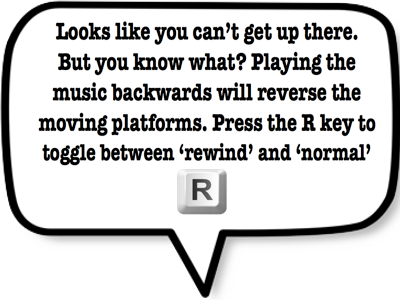 Looks like you can’t get up there.
But you know what? Playing the
music backwards will reverse the
moving platforms. Press the R key to
toggle between ‘rewind’ and ‘normal’
R